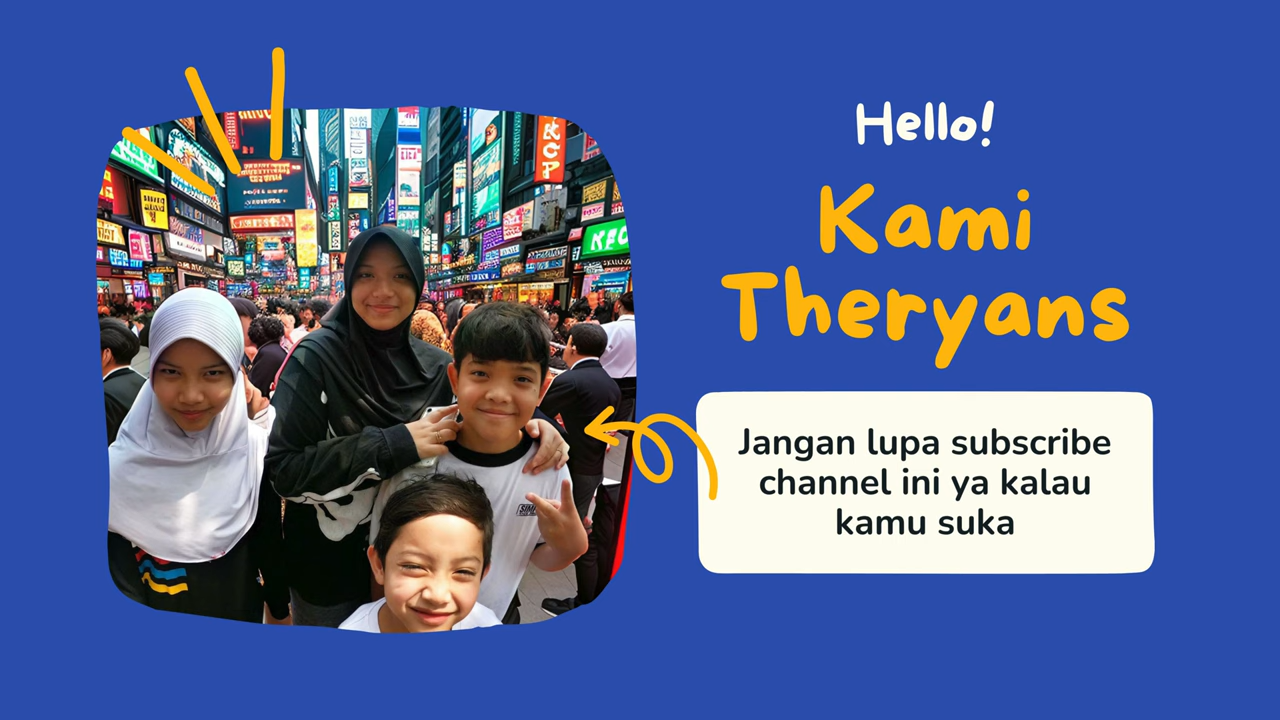 Hello!
Kami
Theryans
Jangan lupa subscribe
channel ini ya kalau
kamu suka